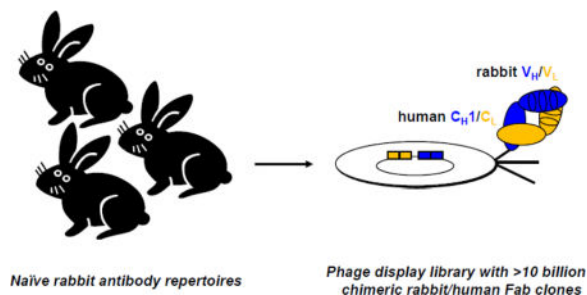 rabbit V_H/V_L
human C_H1/C_L
Naïve rabbit antibody repertoires
Phage display library with >10 billion
chimeric rabbit/human Fab clones